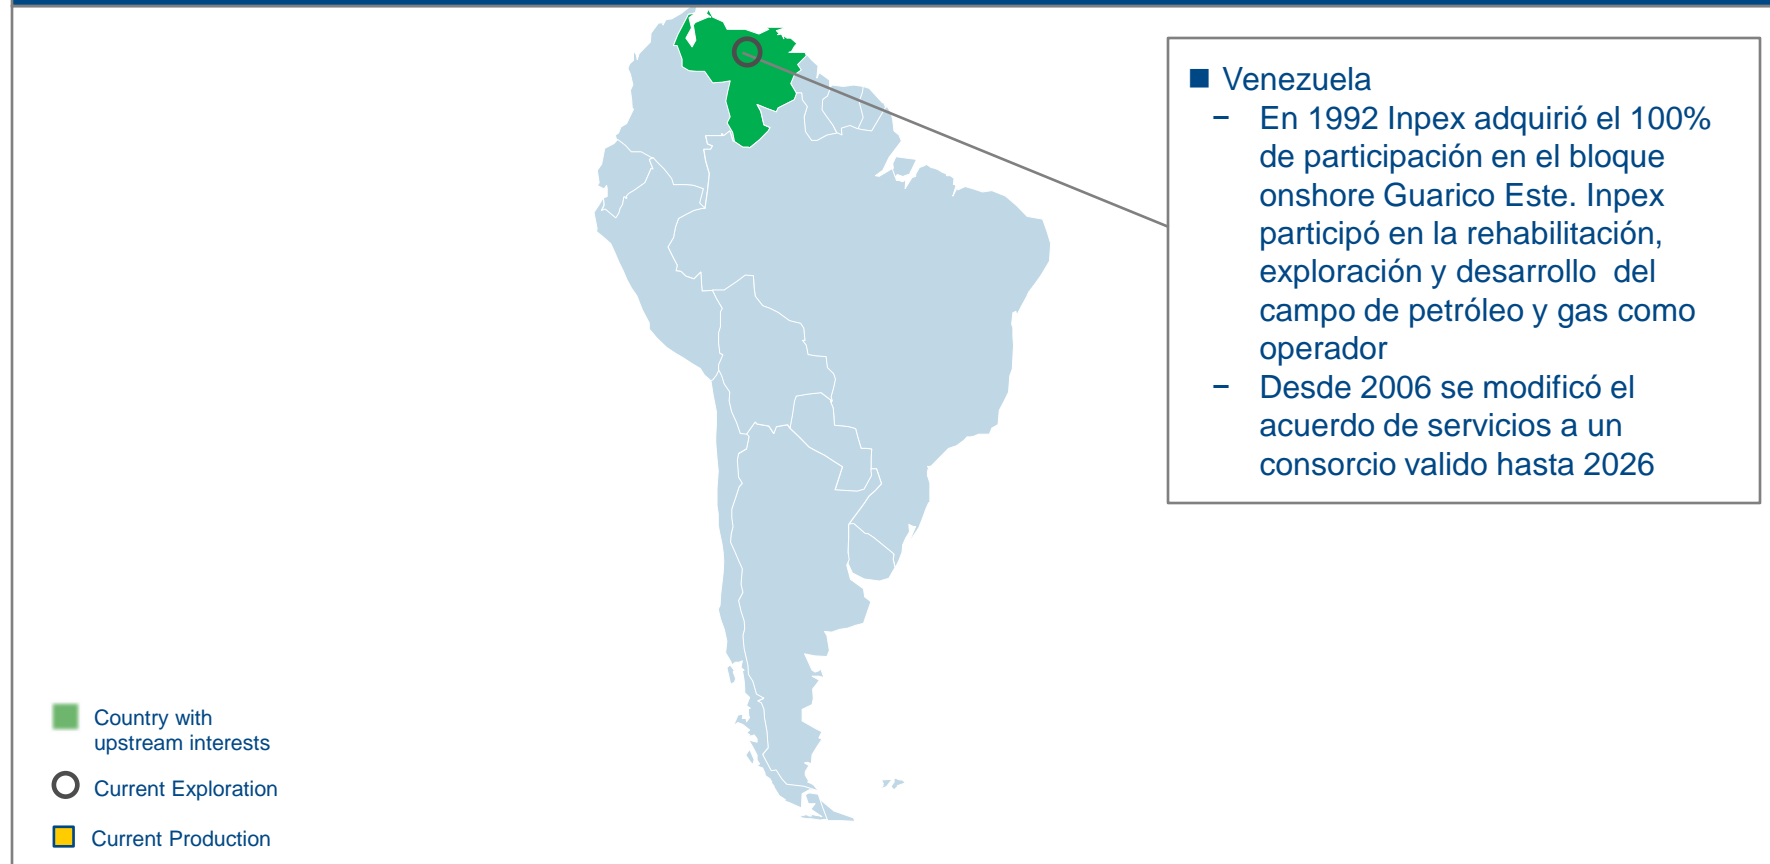 Venezuela
− En 1992 Inpex adquirió el 100%
de participación en el bloque
onshore Guarico Este. Inpex
participó en la rehabilitación,
exploración y desarrollo del
campo de petróleo y gas como
operador
− Desde 2006 se modificó el
acuerdo de servicios a un
consorcio valido hasta 2026
Country with
upstream interests
Current Exploration
Current Production